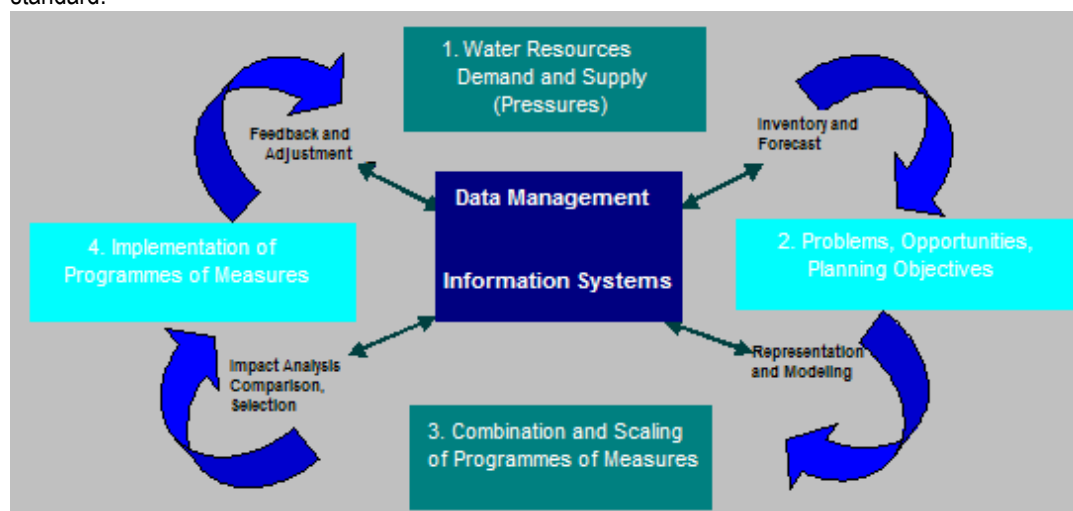 standard.
1. Water Resources
Demand and Supply
(Pressures)
Feedback and
Adjustment
Inventory and
Forecast
Data Management
Information Systems
4. Implementation of
Programmes of Measures
2. Problems, Opportunities,
Planning Objectives
Impact Analysis
Comparison,
Selection
Representation
and Modeling
3. Combination and Scaling
of Programmes of Measures